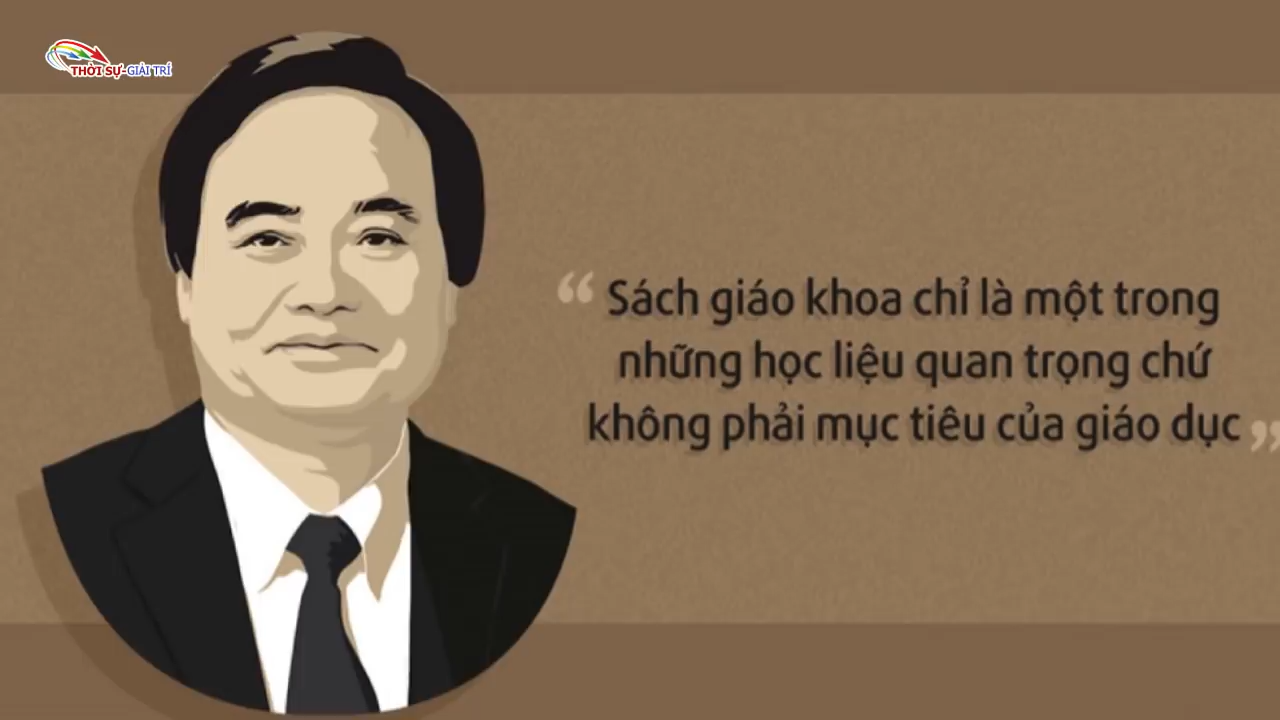 THỜI SỰ-GIẢI TRÍ
“ Sách giáo khoa chỉ là một trong
những học liệu quan trọng chứ
không phải mục tiêu của giáo dục ”